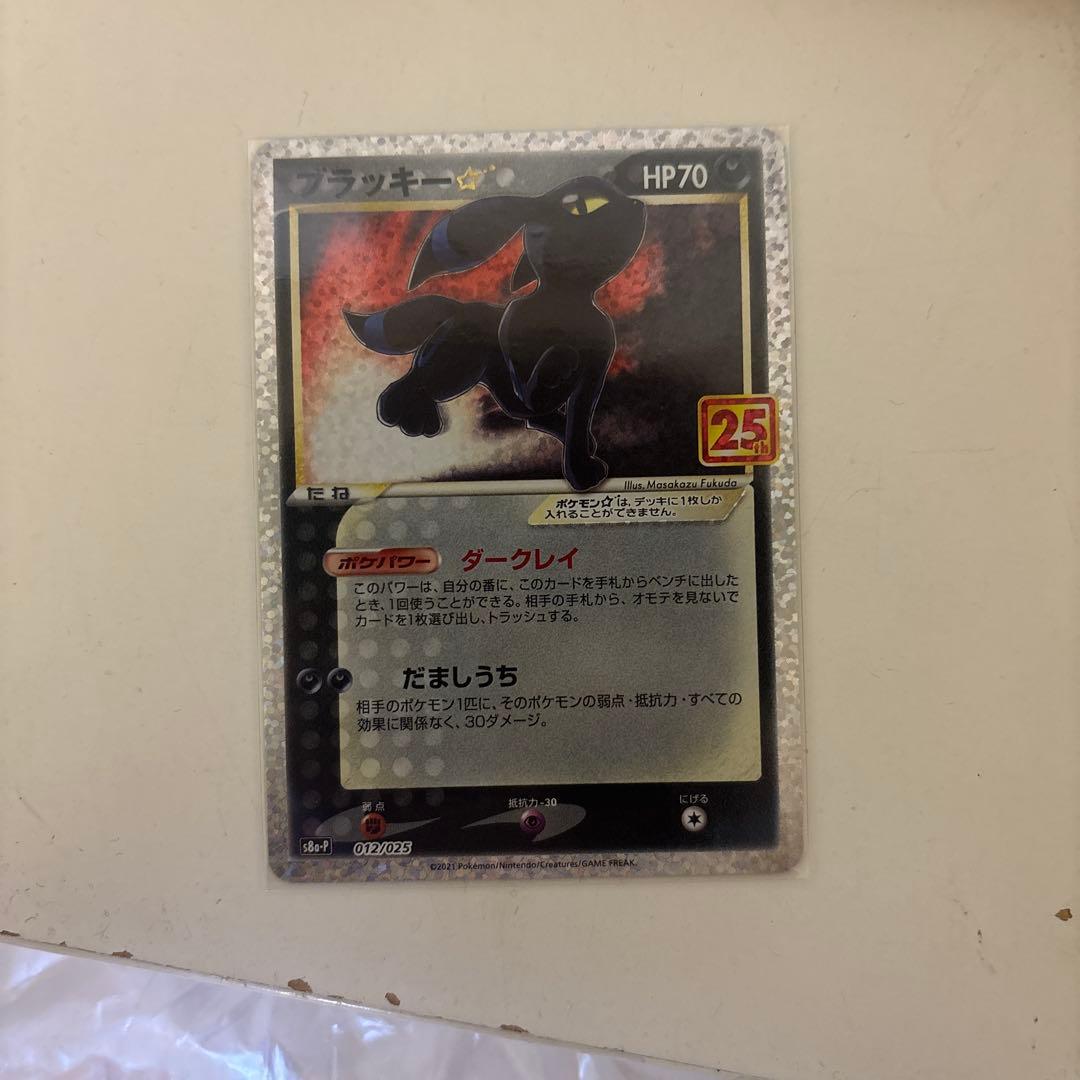 ブラッキー☆
HP70
25th
Illus. Masakazu Fukuda
たね
ポケモン☆は、デッキに1枚しか
入れることができません。
ポケパワー ダークレイ
このパワーは、自分の番に、このカードを手札からベンチに出した
とき、1回使うことができる。相手の手札から、オモテを見ないで
カードを1枚選び出し、トラッシュする。
だましうち
相手のポケモン1匹に、そのポケモンの弱点・抵抗力・すべての
効果に関係なく、30ダメージ。
弱点 抵抗力-30 にげる
s8a-P 012/025
©2021 Pokémon/Nintendo/Creatures/GAME FREAK.